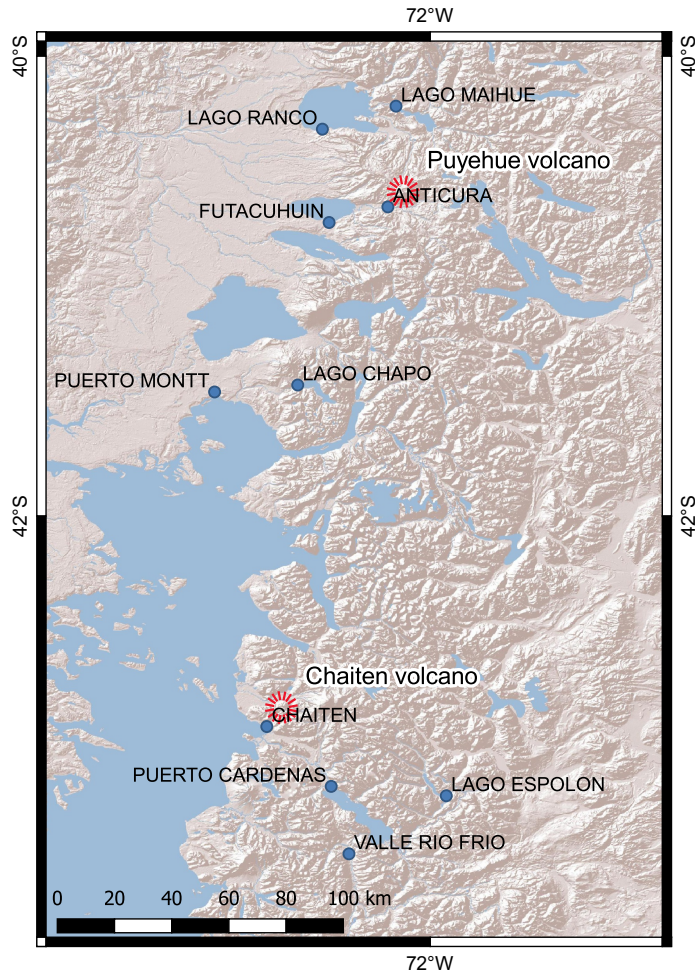 72°W
40°S
40°S
LAGO MAIHUE
LAGO RANCO
Puyehue volcano
ANTICURA
FUTACUHUIN
LAGO CHAPO
PUERTO MONTT
42°S
42°S
Chaiten volcano
CHAITEN
PUERTO CARDENAS
LAGO ESPOLON
VALLE RIO FRIO
0 20 40 60 80 100 km
72°W